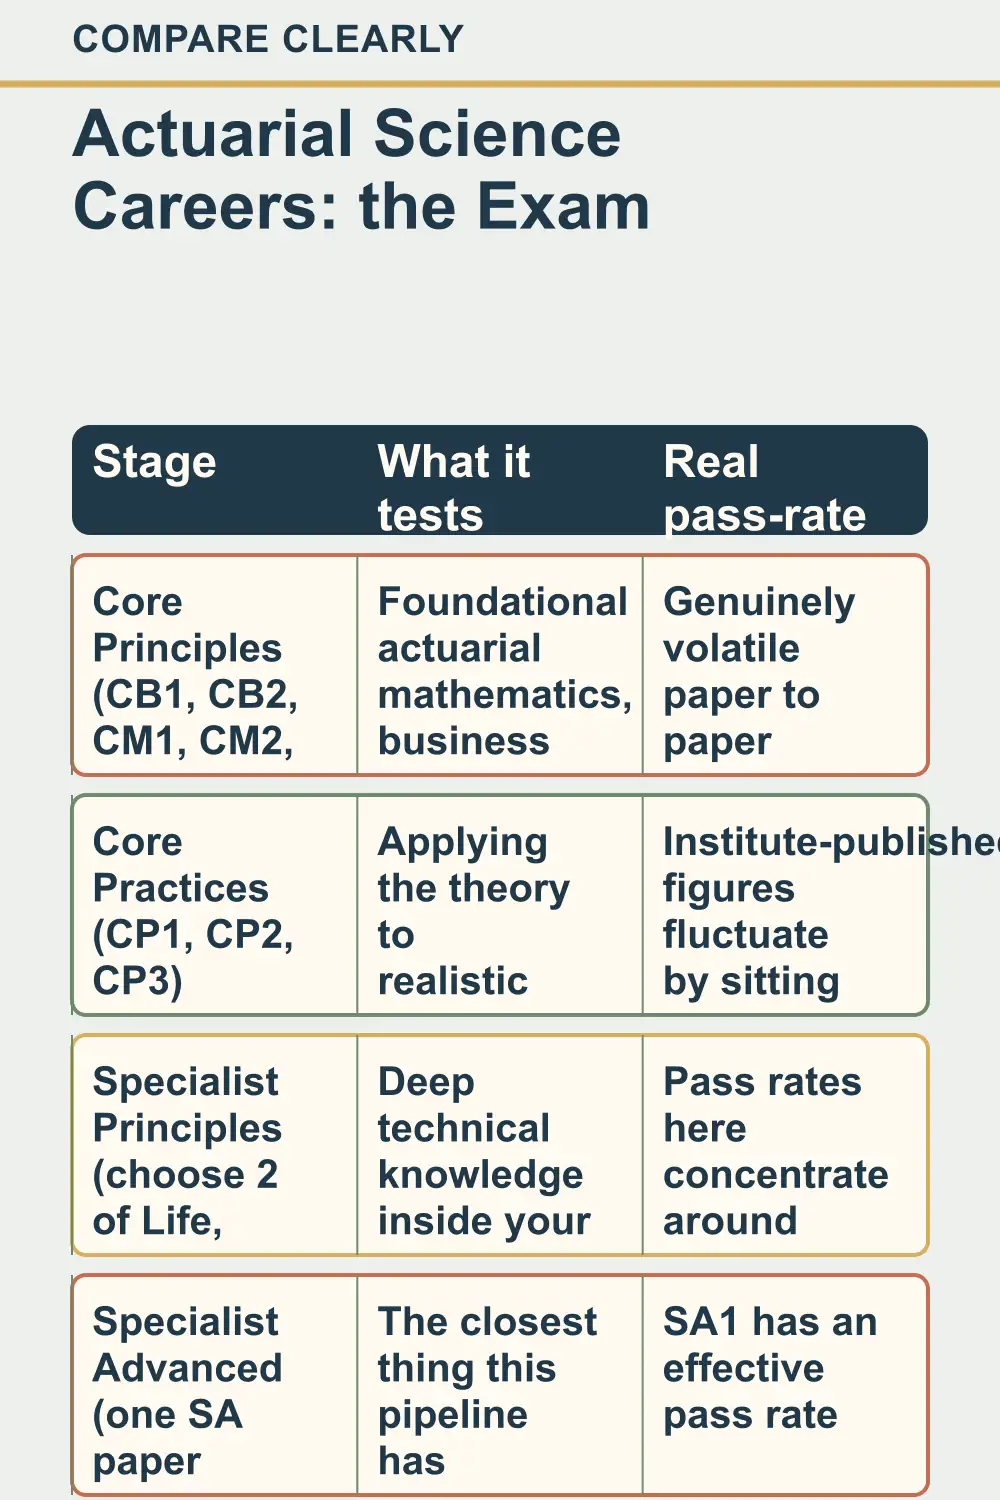 COMPARE CLEARLY
Actuarial Science
Careers: the Exam
Stage
What it
tests
Real
pass-rate
Core
Principles
(CB1, CB2,
CM1, CM2,
Foundational
actuarial
mathematics,
business
Genuinely
volatile
paper to
paper
Core
Practices
(CP1, CP2,
CP3)
Applying
the theory
to
realistic
Institute-publishe
figures
fluctuate
by sitting
Specialist
Principles
(choose 2
of Life,
Deep
technical
knowledge
inside your
Pass rates
here
concentrate
around
Specialist
Advanced
(one SA
paper
The closest
thing this
pipeline
has
SA1 has an
effective
pass rate